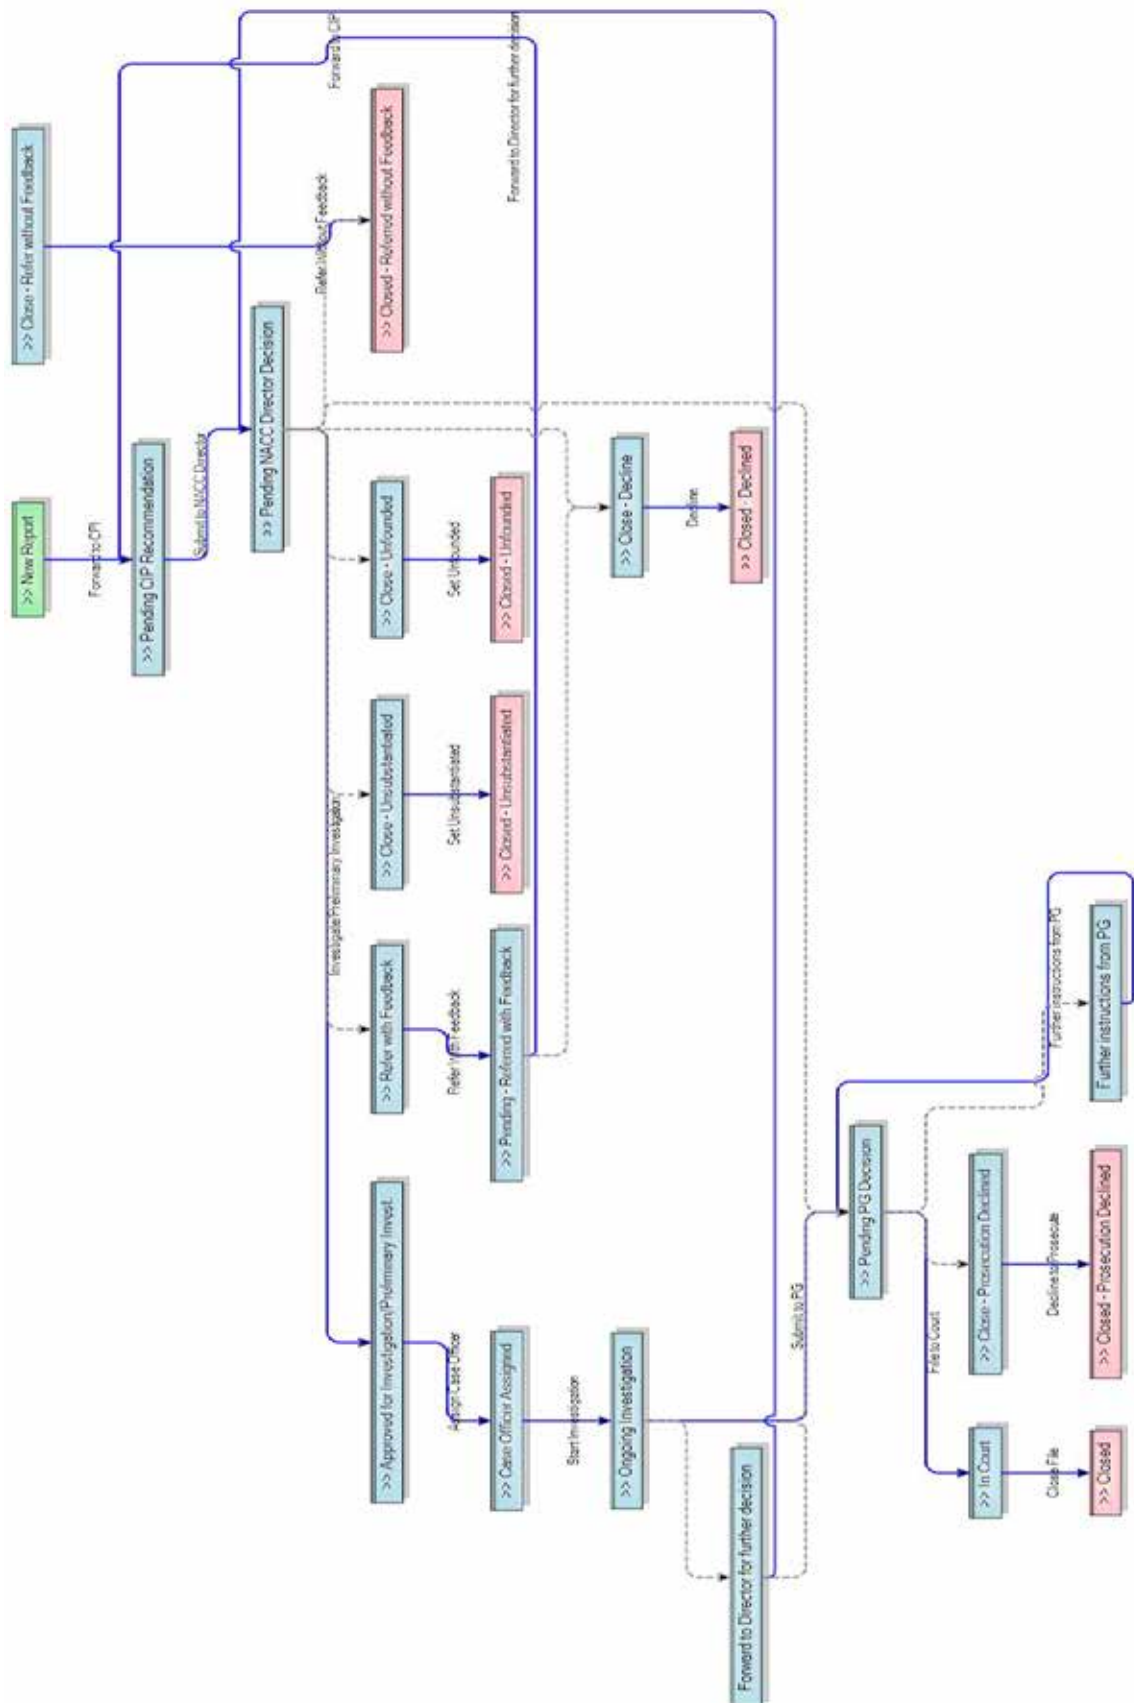 >> New Report
>> Close - Refer without Feedback
Forward to CPI
Forward to CIP
>> Pending CIP Recommendation
Submit to NACC Director
>> Pending NACC Director Decision
Investigate/Preliminary Investigation
Refer Without Feedback
>> Approved for Investigation/Preliminary Invest.
>> Refer with Feedback
>> Close - Unsubstantiated
>> Close - Unfounded
>> Closed - Referred without Feedback
Assign Case Officer
Refer With Feedback
Set Unsubstantiated
Set Unfounded
Forward to Director for further decision
>> Case Officer Assigned
>> Pending - Referred with Feedback
>> Closed - Unsubstantiated
>> Closed - Unfounded
Start Investigation
>> Ongoing Investigation
>> Close - Decline
Decline
Forward to Director for further decision
>> Closed - Declined
Submit to PG
>> Pending PG Decision
File to Court
>> In Court
>> Close - Prosecution Declined
Close File
Decline to Prosecute
Further instructions from PG
>> Closed
>> Closed - Prosecution Declined
Further instructions from PG